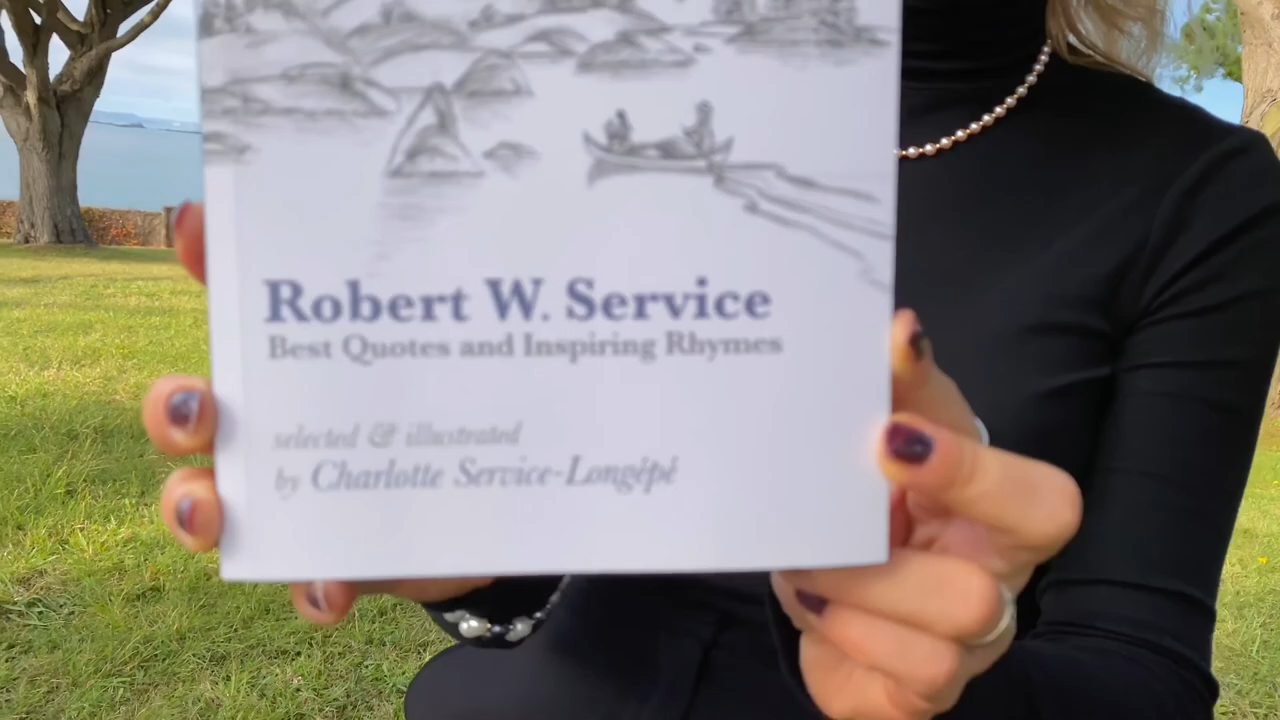 Robert W. Service
Best Quotes and Inspiring Rhymes
selected & illustrated
by Charlotte Service-Longépé